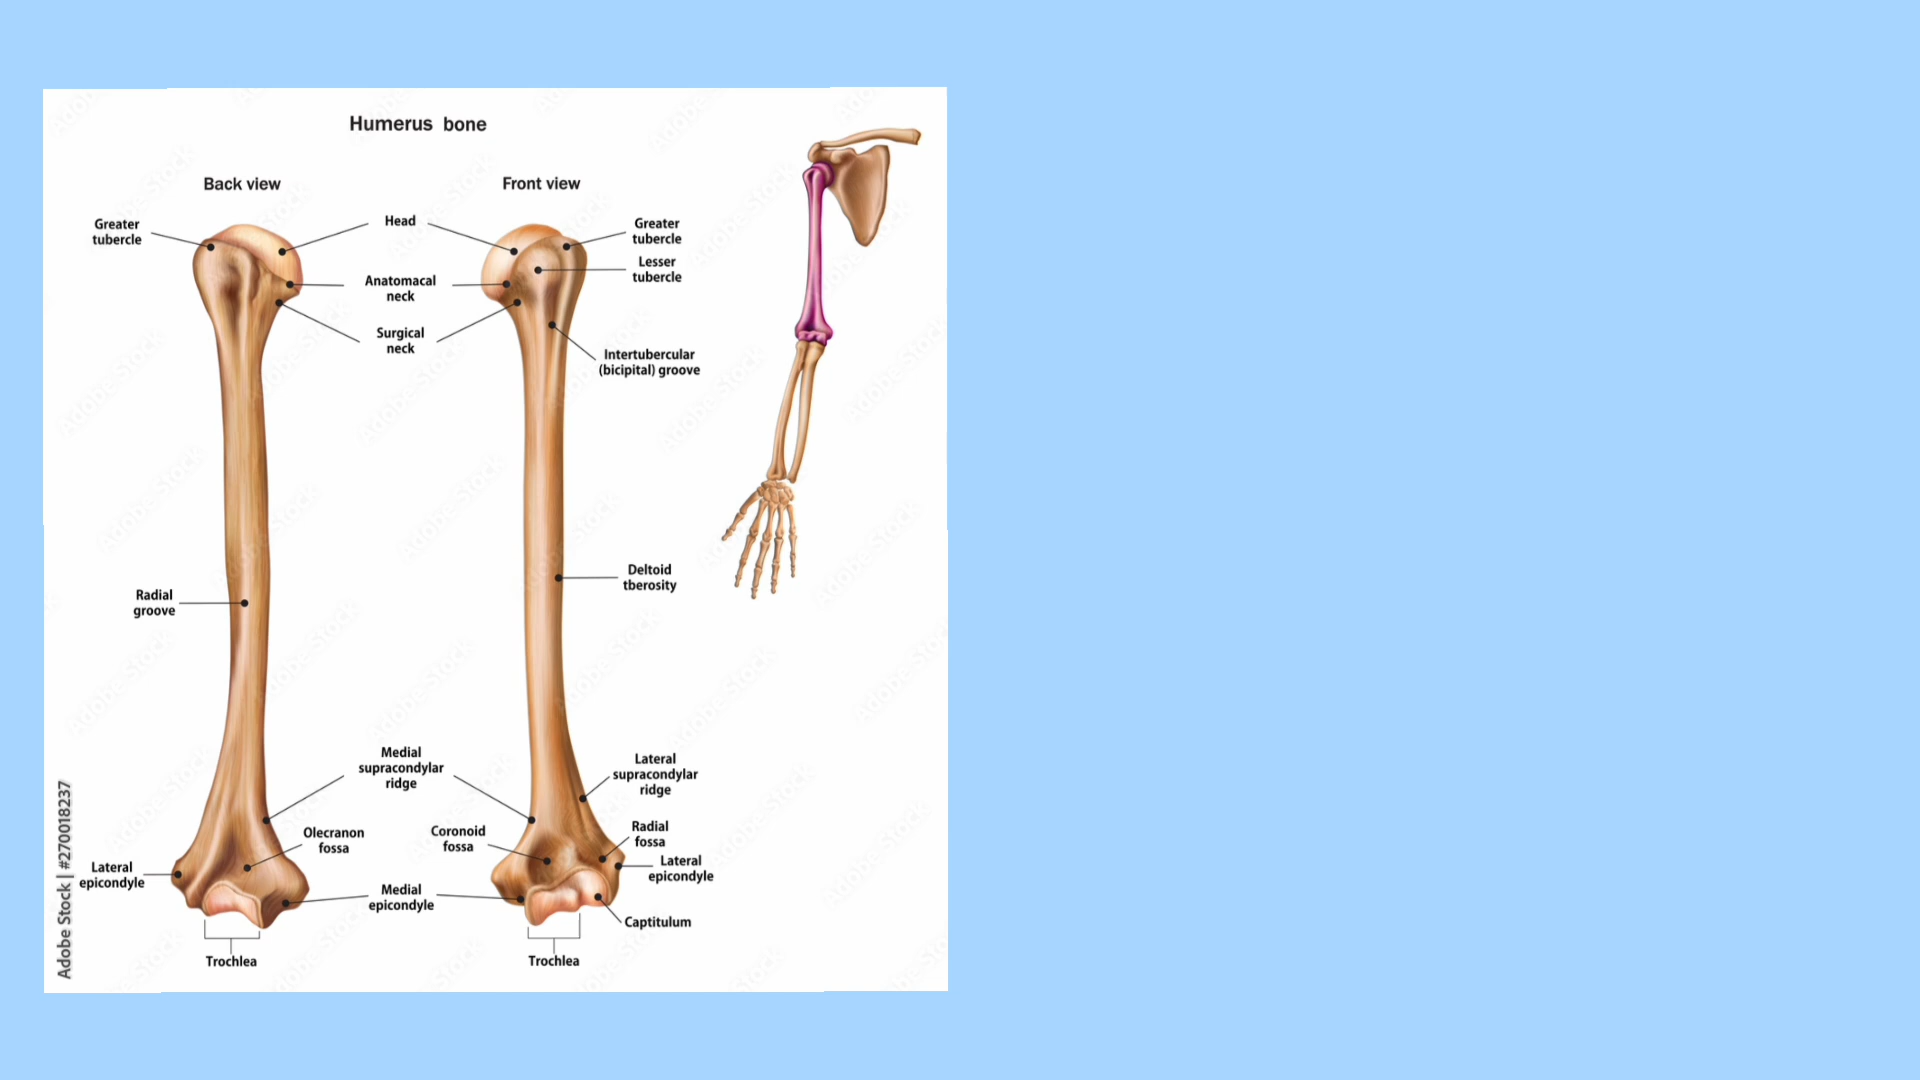 Humerus bone
Back view
Front view
Greater
tubercle
Head
Greater
tubercle
Lesser
tubercle
Anatomacal
neck
Surgical
neck
Intertubercular
(bicipital) groove
Deltoid
tberosity
Radial
groove
Medial
supracondylar
ridge
Lateral
supracondylar
ridge
Olecranon
fossa
Coronoid
fossa
Radial
fossa
Lateral
epicondyle
Lateral
epicondyle
Medial
epicondyle
Captitulum
Trochlea
Trochlea
Adobe Stock | #270018237